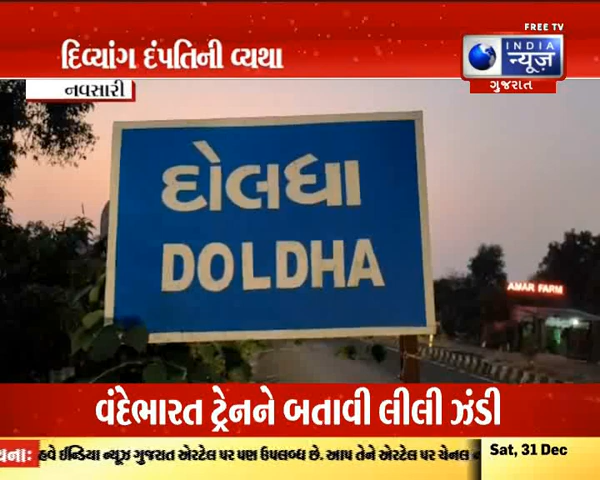 FREE TV
દિવ્યાંગ દંપતિની વ્યથા
INDIA
न्यूज़
ગુજરાત
નવસારી
દોલધા
DOLDHA
AMAR FARM
વંદેભારત ટ્રેનને બતાવી લીલી ઝંડી
હવે ઈન્ડિયા ન્યૂઝ ગુજરાત એરટેલ પર પણ ઉપલબ્ધ છે. આપ તેને એરટેલ પર ચેનલ
Sat, 31 Dec